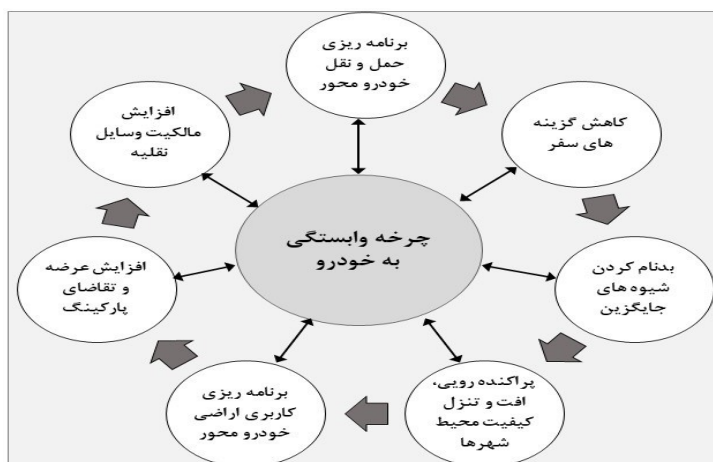 برنامه ریزی
حمل و نقل
خودرو محور
کاهش گزینه
های سفر
بدنام کردن
شیوه های
جایگزین
پراکنده رویی،
افت و تنزل
کیفیت محیط
شهرها
برنامه ریزی
کاربری اراضی
خودرو محور
افزایش عرضه
و تقاضای
پارکینگ
افزایش
مالکیت وسایل
نقلیه
چرخه وابستگی
به خودرو